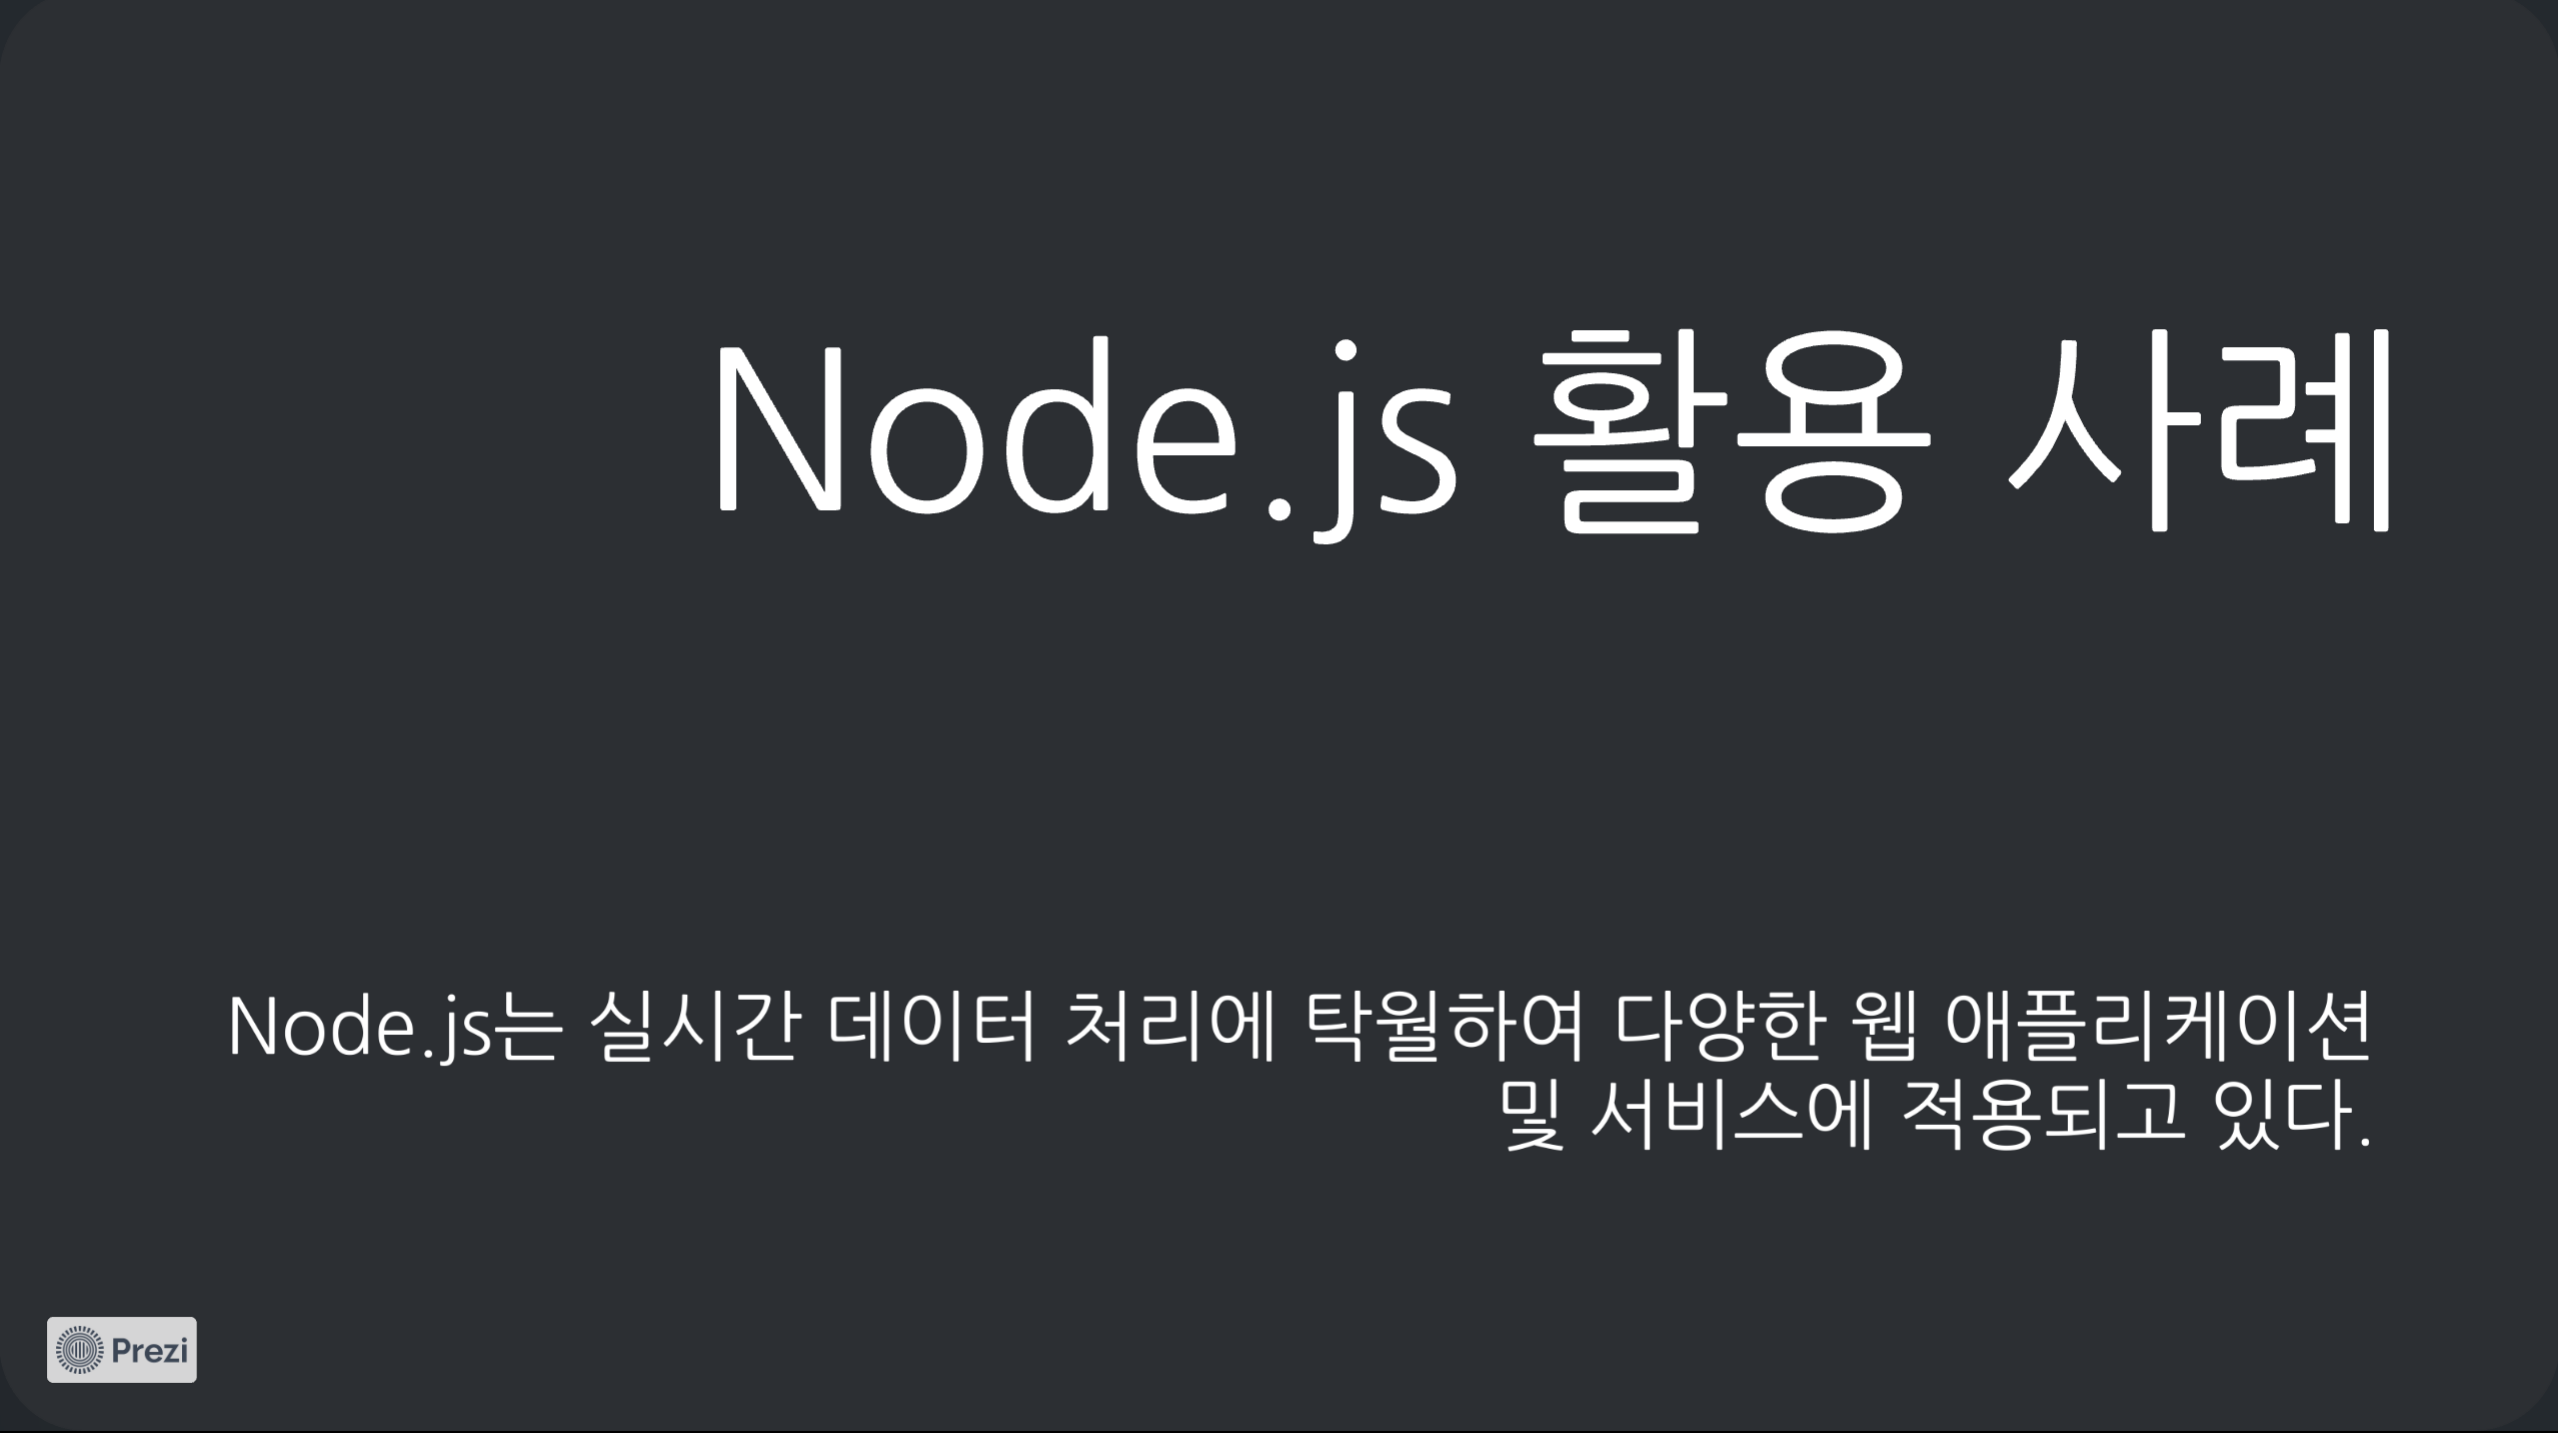 Node.js 활용 사례
Node.js는 실시간 데이터 처리에 탁월하여 다양한 웹 애플리케이션
및 서비스에 적용되고 있다.
Prezi